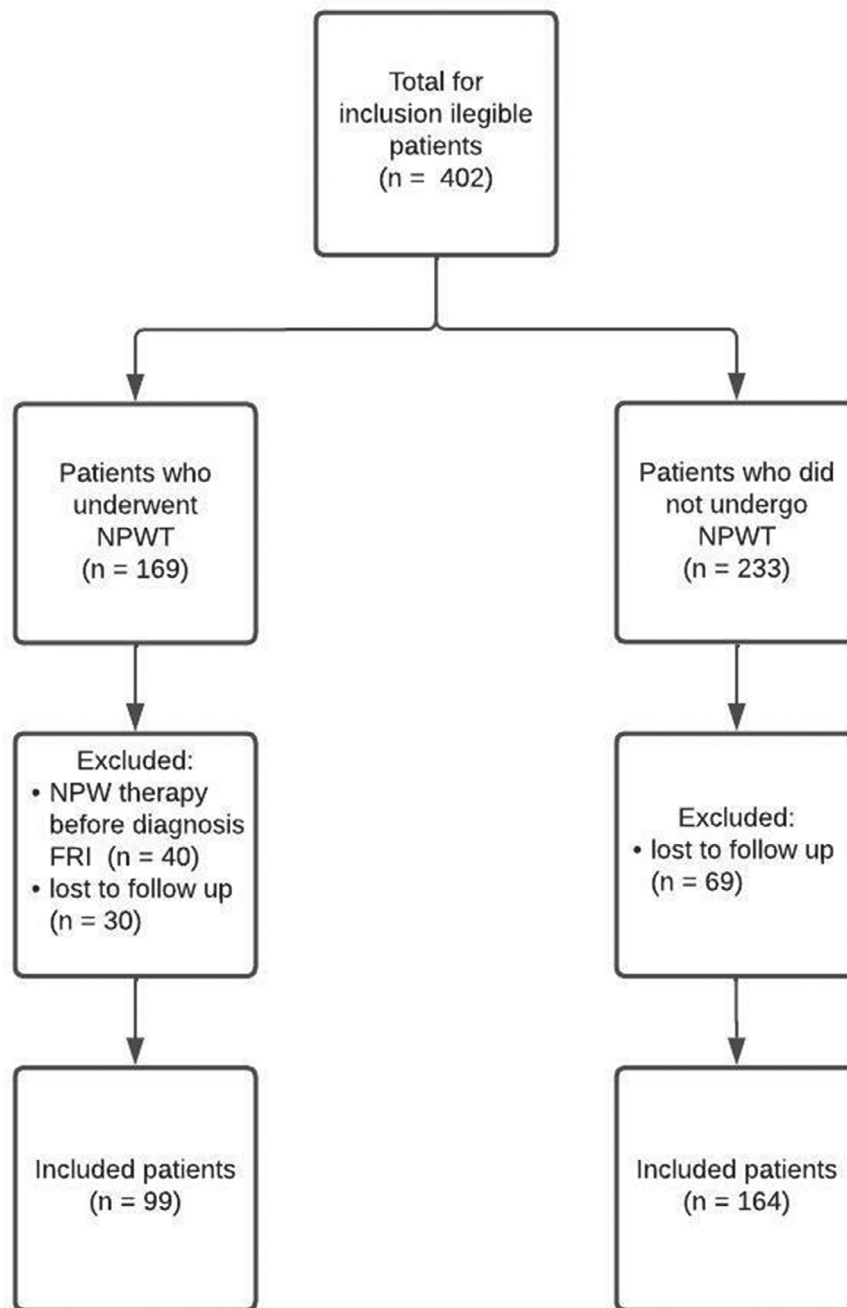 Total for
inclusion ilegible
patients
(n = 402)
Patients who
underwent
NPWT
(n = 169)
Patients who did
not undergo
NPWT
(n = 233)
Excluded:
• NPW therapy
before diagnosis
FRI (n = 40)
• lost to follow up
(n = 30)
Excluded:
• lost to follow up
(n = 69)
Included patients
(n = 99)
Included patients
(n = 164)